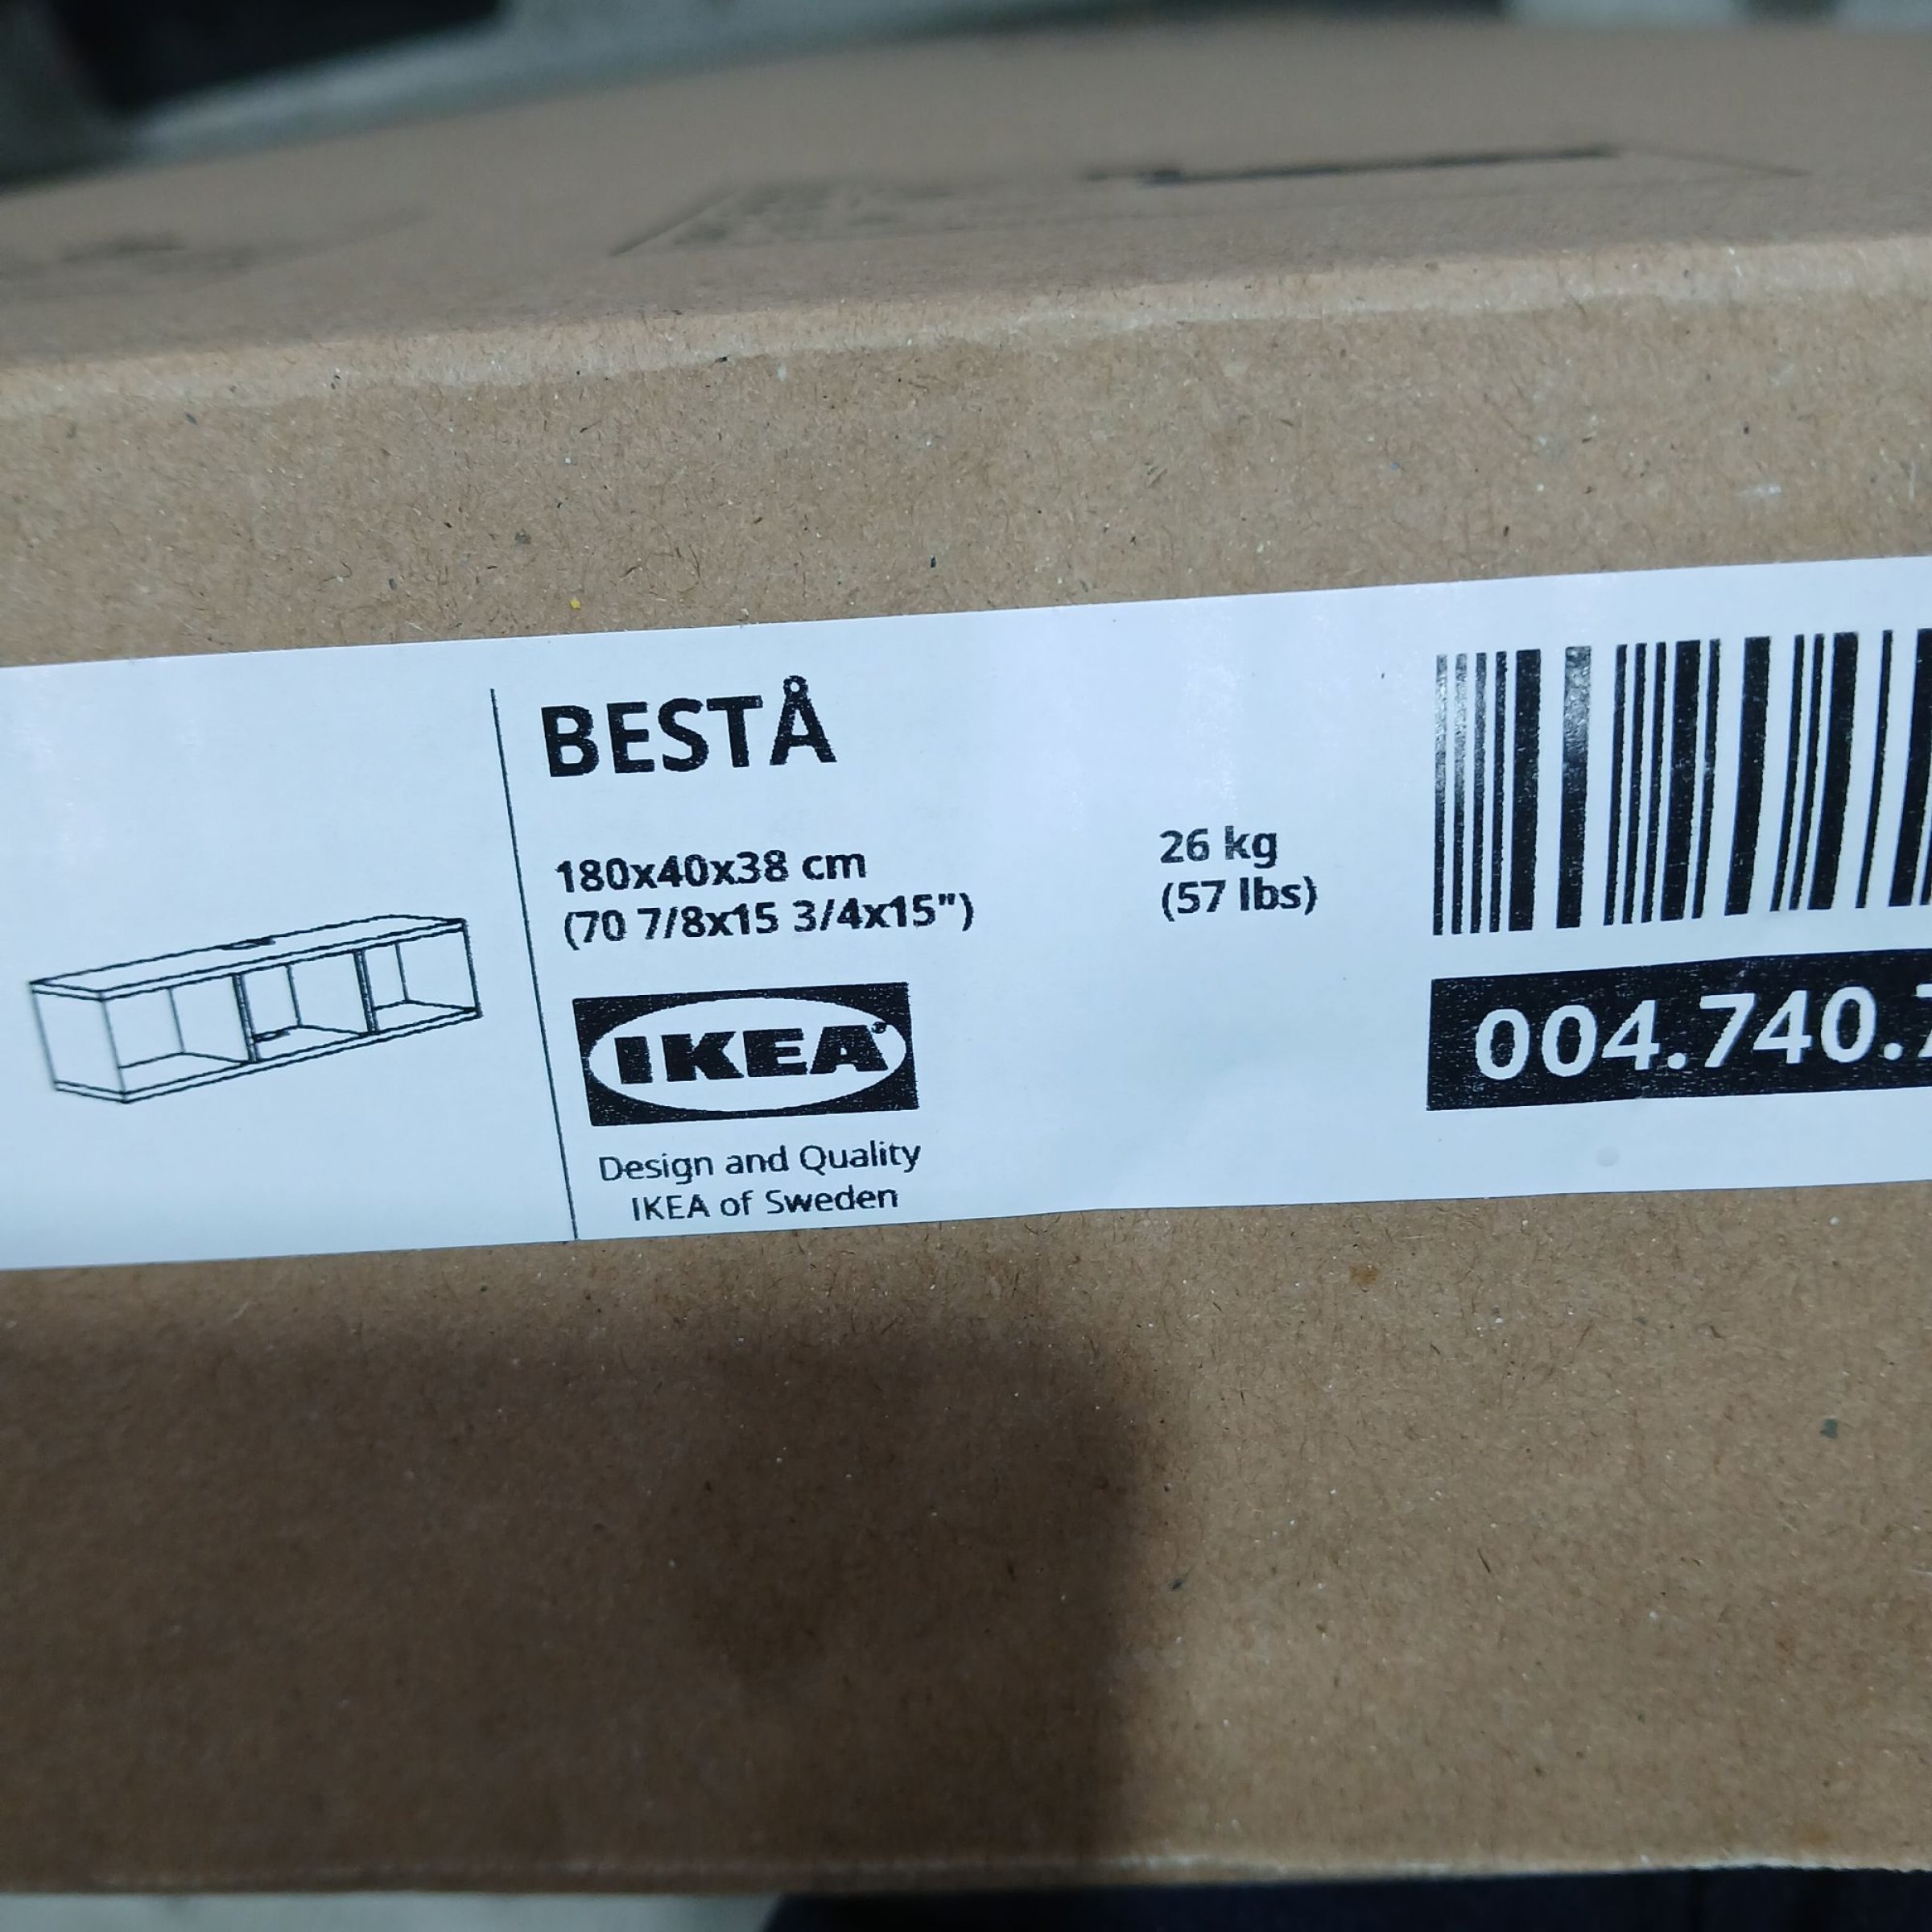 BESTÅ
180x40x38 cm
(70 7/8x15 3/4x15")
26 kg
(57 lbs)
IKEA®
Design and Quality
IKEA of Sweden
004.740.7